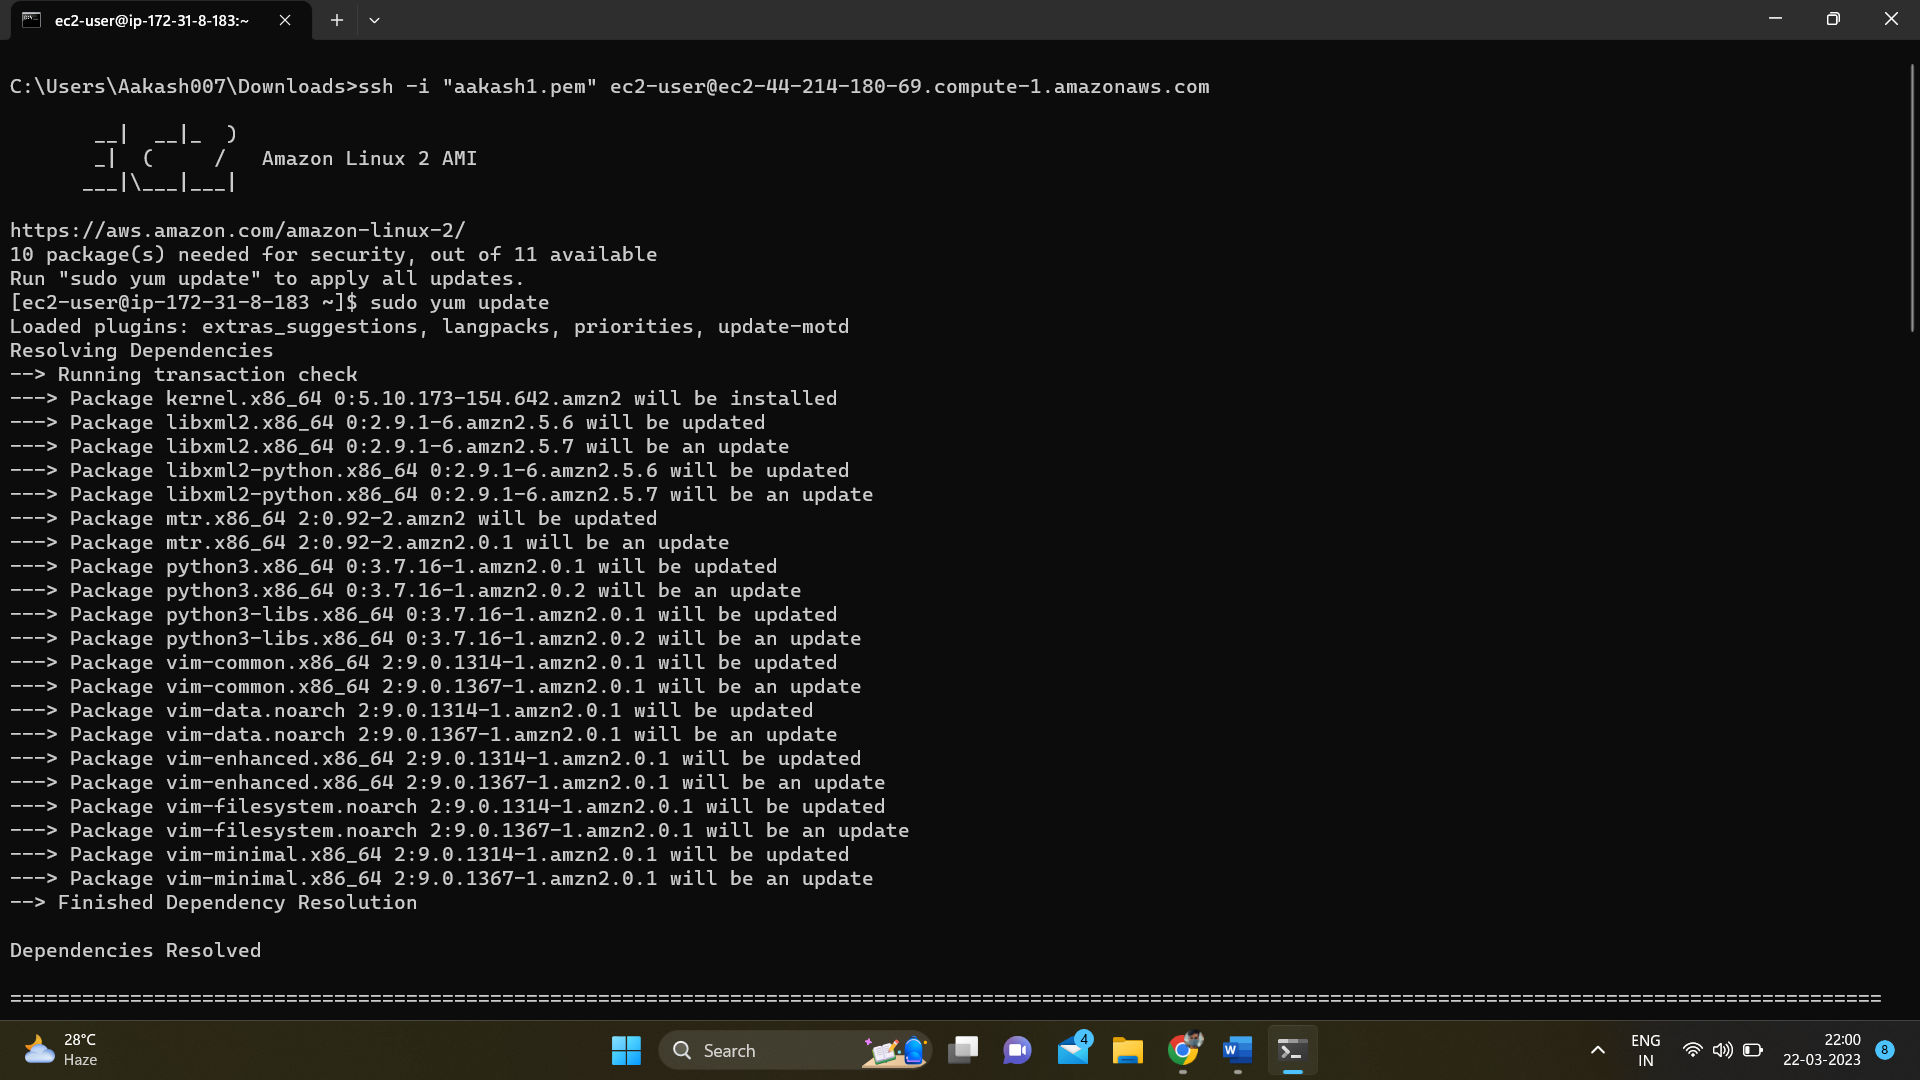 ec2-user@ip-172-31-8-183:~
C:\Users\Aakash007\Downloads>ssh -i "aakash1.pem" ec2-user@ec2-44-214-180-69.compute-1.amazonaws.com
       __|  __|_  )
       _|  (     /   Amazon Linux 2 AMI
      ___|\___|___|
https://aws.amazon.com/amazon-linux-2/
10 package(s) needed for security, out of 11 available
Run "sudo yum update" to apply all updates.
[ec2-user@ip-172-31-8-183 ~]$ sudo yum update
Loaded plugins: extras_suggestions, langpacks, priorities, update-motd
Resolving Dependencies
--> Running transaction check
---> Package kernel.x86_64 0:5.10.173-154.642.amzn2 will be installed
---> Package libxml2.x86_64 0:2.9.1-6.amzn2.5.6 will be updated
---> Package libxml2.x86_64 0:2.9.1-6.amzn2.5.7 will be an update
---> Package libxml2-python.x86_64 0:2.9.1-6.amzn2.5.6 will be updated
---> Package libxml2-python.x86_64 0:2.9.1-6.amzn2.5.7 will be an update
---> Package mtr.x86_64 2:0.92-2.amzn2 will be updated
---> Package mtr.x86_64 2:0.92-2.amzn2.0.1 will be an update
---> Package python3.x86_64 0:3.7.16-1.amzn2.0.1 will be updated
---> Package python3.x86_64 0:3.7.16-1.amzn2.0.2 will be an update
---> Package python3-libs.x86_64 0:3.7.16-1.amzn2.0.1 will be updated
---> Package python3-libs.x86_64 0:3.7.16-1.amzn2.0.2 will be an update
---> Package vim-common.x86_64 2:9.0.1314-1.amzn2.0.1 will be updated
---> Package vim-common.x86_64 2:9.0.1367-1.amzn2.0.1 will be an update
---> Package vim-data.noarch 2:9.0.1314-1.amzn2.0.1 will be updated
---> Package vim-data.noarch 2:9.0.1367-1.amzn2.0.1 will be an update
---> Package vim-enhanced.x86_64 2:9.0.1314-1.amzn2.0.1 will be updated
---> Package vim-enhanced.x86_64 2:9.0.1367-1.amzn2.0.1 will be an update
---> Package vim-filesystem.noarch 2:9.0.1314-1.amzn2.0.1 will be updated
---> Package vim-filesystem.noarch 2:9.0.1367-1.amzn2.0.1 will be an update
---> Package vim-minimal.x86_64 2:9.0.1314-1.amzn2.0.1 will be updated
---> Package vim-minimal.x86_64 2:9.0.1367-1.amzn2.0.1 will be an update
--> Finished Dependency Resolution
Dependencies Resolved
============================================================================================================================================================
28°C
Haze
Search
4
W
ENG
IN
22:00
22-03-2023
8